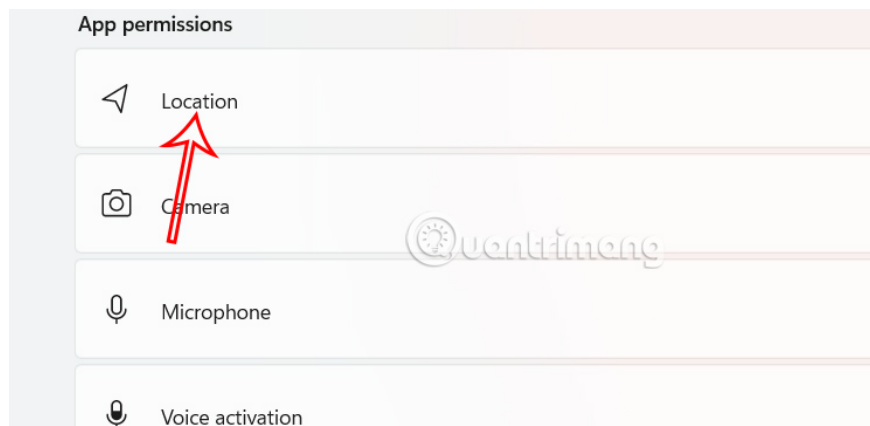 App permissions
Location
Camera
Quantrimang
Microphone
Voice activation